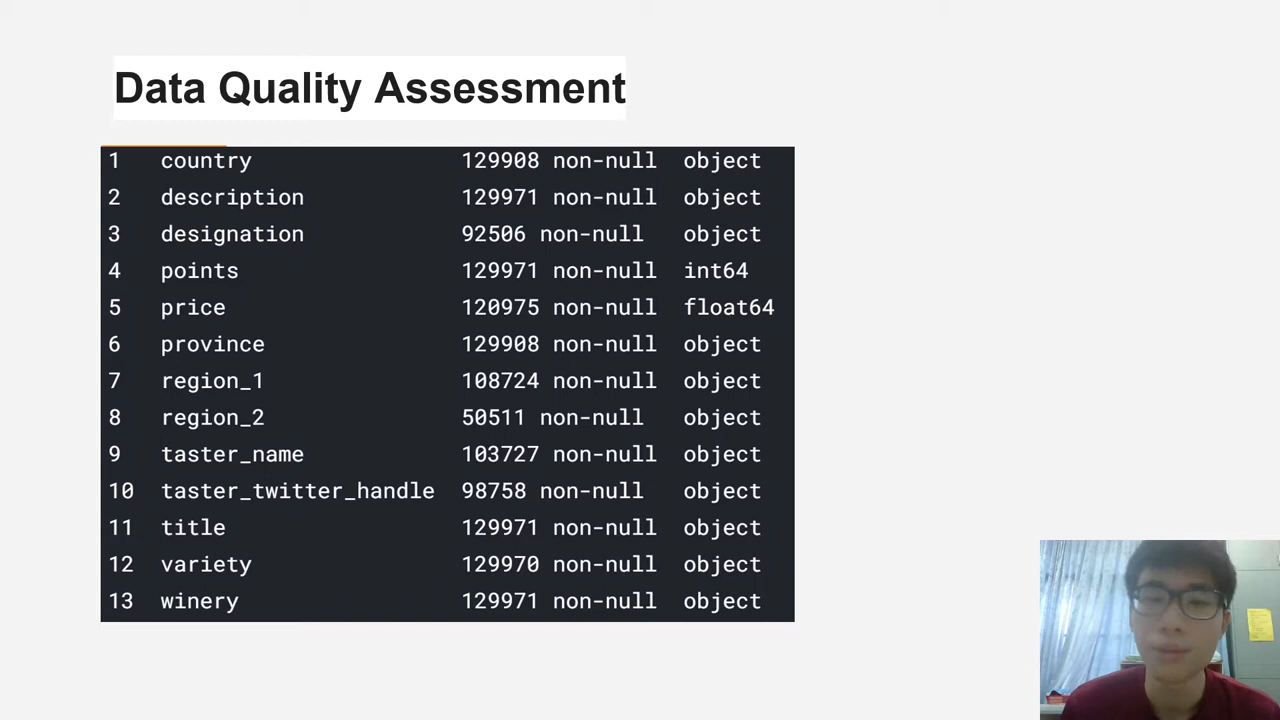 Data Quality Assessment
1 country 129908 non-null object
2 description 129971 non-null object
3 designation 92506 non-null object
4 points 129971 non-null int64
5 price 120975 non-null float64
6 province 129908 non-null object
7 region_1 108724 non-null object
8 region_2 50511 non-null object
9 taster_name 103727 non-null object
10 taster_twitter_handle 98758 non-null object
11 title 129971 non-null object
12 variety 129970 non-null object
13 winery 129971 non-null object